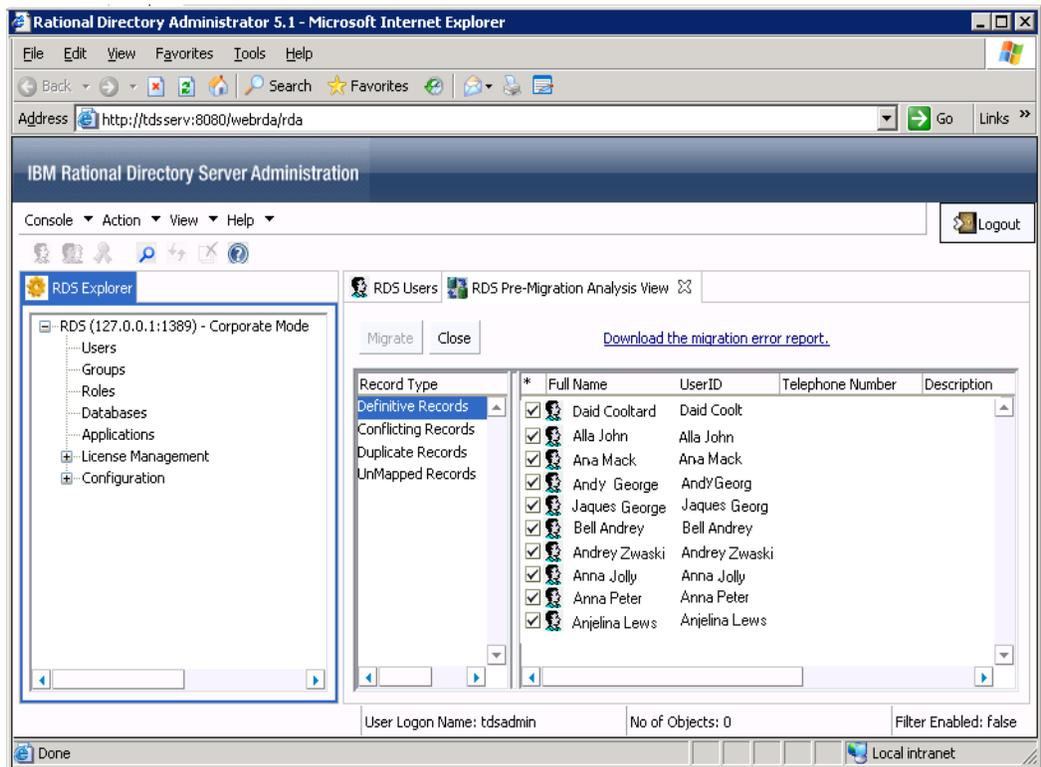 Rational Directory Administrator 5.1 - Microsoft Internet Explorer
File Edit View Favorites Tools Help
Back Search Favorites
Address http://tdsserv:8080/webrda/rda Go Links »
IBM Rational Directory Server Administration
Console Action View Help Logout
RDS Explorer
RDS (127.0.0.1:1389) - Corporate Mode
Users
Groups
Roles
Databases
Applications
License Management
Configuration
RDS Users RDS Pre-Migration Analysis View
Migrate Close Download the migration error report.
Record Type
Definitive Records
Conflicting Records
Duplicate Records
UnMapped Records
* Full Name UserID Telephone Number Description
Daid Cooltard Daid Coolt
Alla John Alla John
Ana Mack Ana Mack
Andy George AndyGeorg
Jaques George Jaques Georg
Bell Andrey Bell Andrey
Andrey Zwaski Andrey Zwaski
Anna Jolly Anna Jolly
Anna Peter Anna Peter
Anjelina Lews Anjelina Lews
User Logon Name: tdsadmin No of Objects: 0 Filter Enabled: false
Done Local intranet